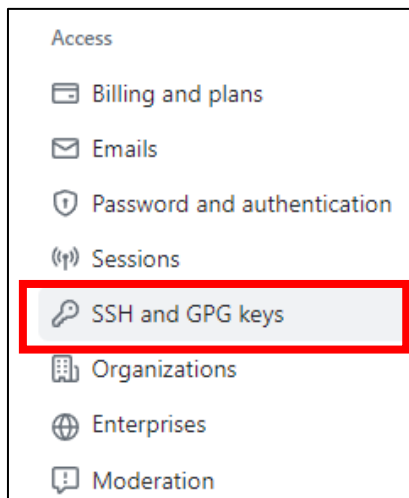 Access
Billing and plans
Emails
Password and authentication
Sessions
SSH and GPG keys
Organizations
Enterprises
Moderation